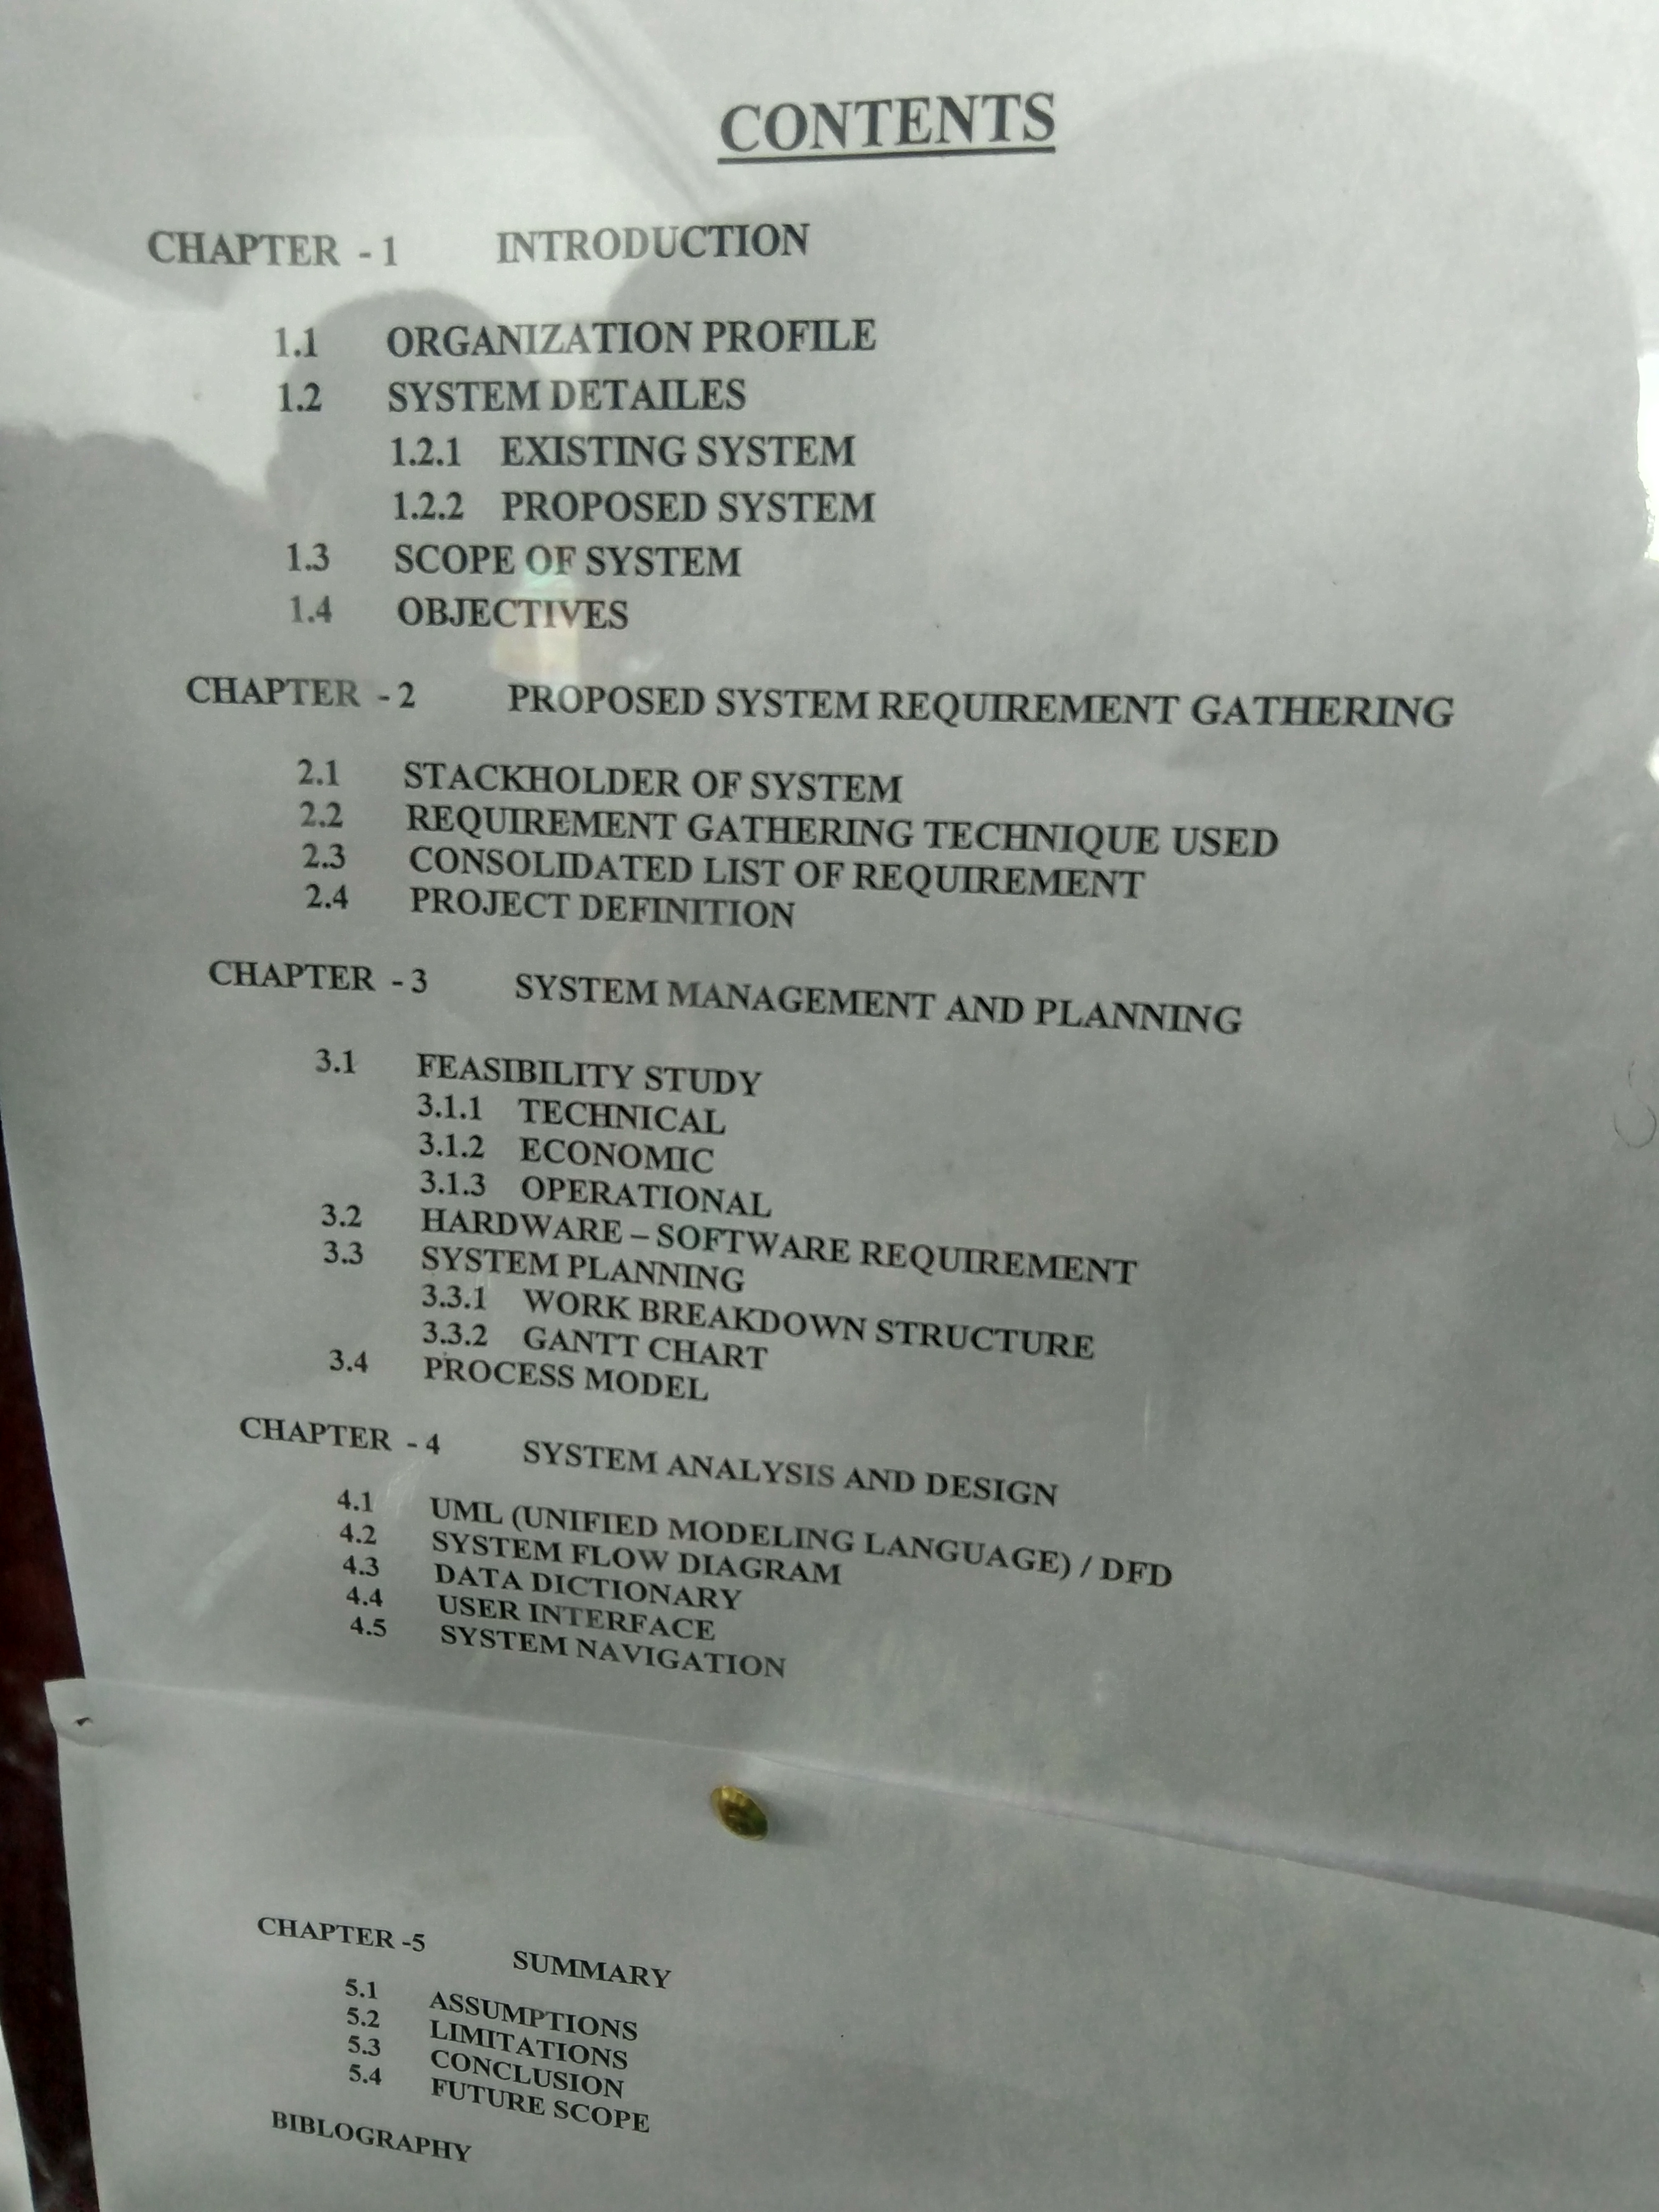 CONTENTS
CHAPTER - 1 INTRODUCTION
1.1 ORGANIZATION PROFILE
1.2 SYSTEM DETAILES
1.2.1 EXISTING SYSTEM
1.2.2 PROPOSED SYSTEM
1.3 SCOPE OF SYSTEM
1.4 OBJECTIVES
CHAPTER - 2 PROPOSED SYSTEM REQUIREMENT GATHERING
2.1 STACKHOLDER OF SYSTEM
2.2 REQUIREMENT GATHERING TECHNIQUE USED
2.3 CONSOLIDATED LIST OF REQUIREMENT
2.4 PROJECT DEFINITION
CHAPTER - 3 SYSTEM MANAGEMENT AND PLANNING
3.1 FEASIBILITY STUDY
3.1.1 TECHNICAL
3.1.2 ECONOMIC
3.1.3 OPERATIONAL
3.2 HARDWARE – SOFTWARE REQUIREMENT
3.3 SYSTEM PLANNING
3.3.1 WORK BREAKDOWN STRUCTURE
3.3.2 GANTT CHART
3.4 PROCESS MODEL
CHAPTER - 4 SYSTEM ANALYSIS AND DESIGN
4.1 UML (UNIFIED MODELING LANGUAGE) / DFD
4.2 SYSTEM FLOW DIAGRAM
4.3 DATA DICTIONARY
4.4 USER INTERFACE
4.5 SYSTEM NAVIGATION
CHAPTER -5 SUMMARY
5.1 ASSUMPTIONS
5.2 LIMITATIONS
5.3 CONCLUSION
5.4 FUTURE SCOPE
BIBLOGRAPHY